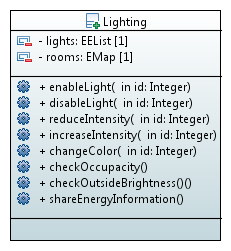 Lighting
- lights: EEList [1]
- rooms: EMap [1]
+ enableLight( in id: Integer)
+ disableLight( in id: Integer)
+ reduceIntensity( in id: Integer)
+ increaseIntensity( in id: Integer)
+ changeColor( in id: Integer)
+ checkOccupacity()
+ checkOutsideBrightness()()
+ shareEnergyInformation()